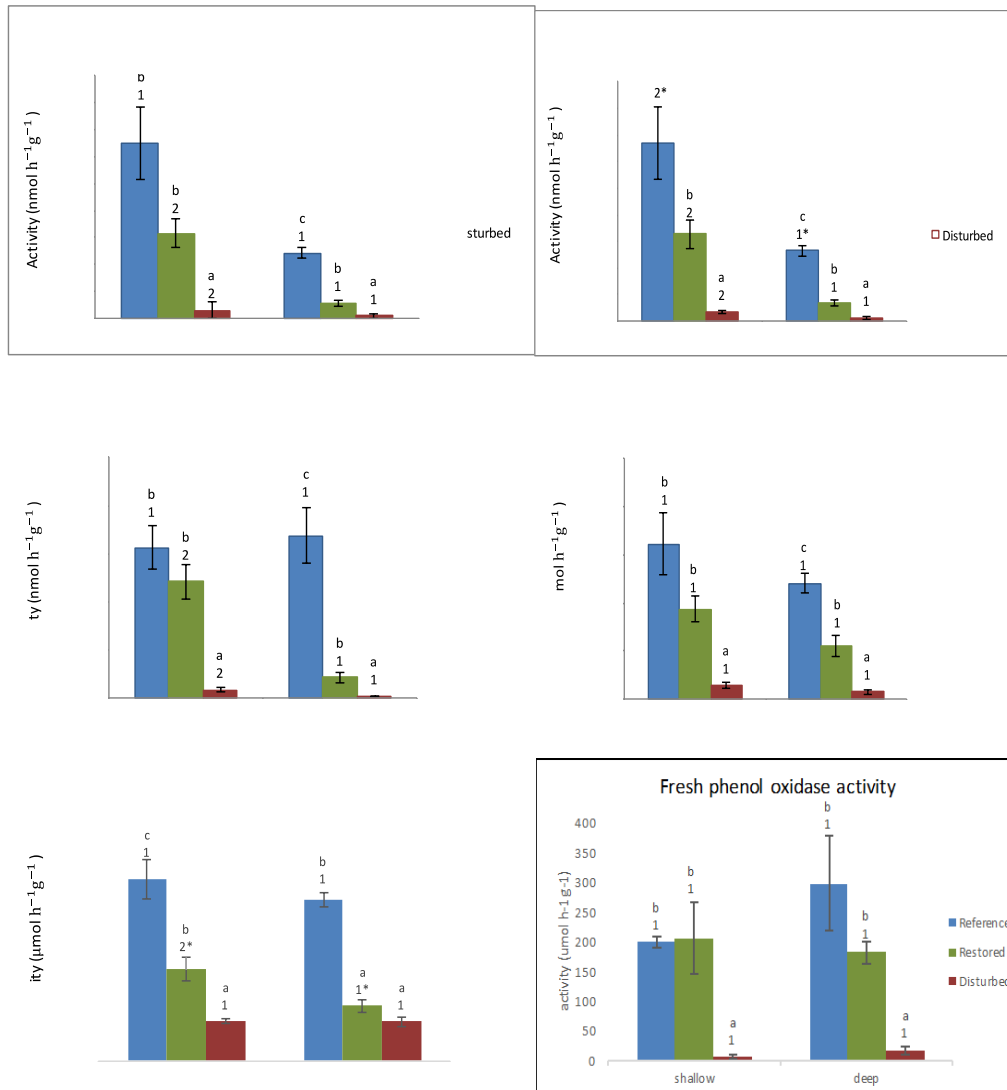 b
1
b
2
a
2
c
1
b
1
a
1
Activity (nmol h⁻¹g⁻¹ )
sturbed
2*
b
2
a
2
c
1*
b
1
a
1
Activity (nmol h⁻¹g⁻¹ )
Disturbed
b
1
b
2
a
2
c
1
b
1
a
1
ty (nmol h⁻¹g⁻¹ )
b
1
b
1
a
1
c
1
b
1
a
1
mol h⁻¹g⁻¹ )
c
1
b
2*
a
1
b
1
a
1*
a
1
ity (µmol h⁻¹g⁻¹ )
Fresh phenol oxidase activity
activity (umol h-1 g-1)
400
350
300
250
200
150
100
50
0
b
1
b
1
a
1
b
1
b
1
a
1
shallow
deep
Reference
Restored
Disturbed